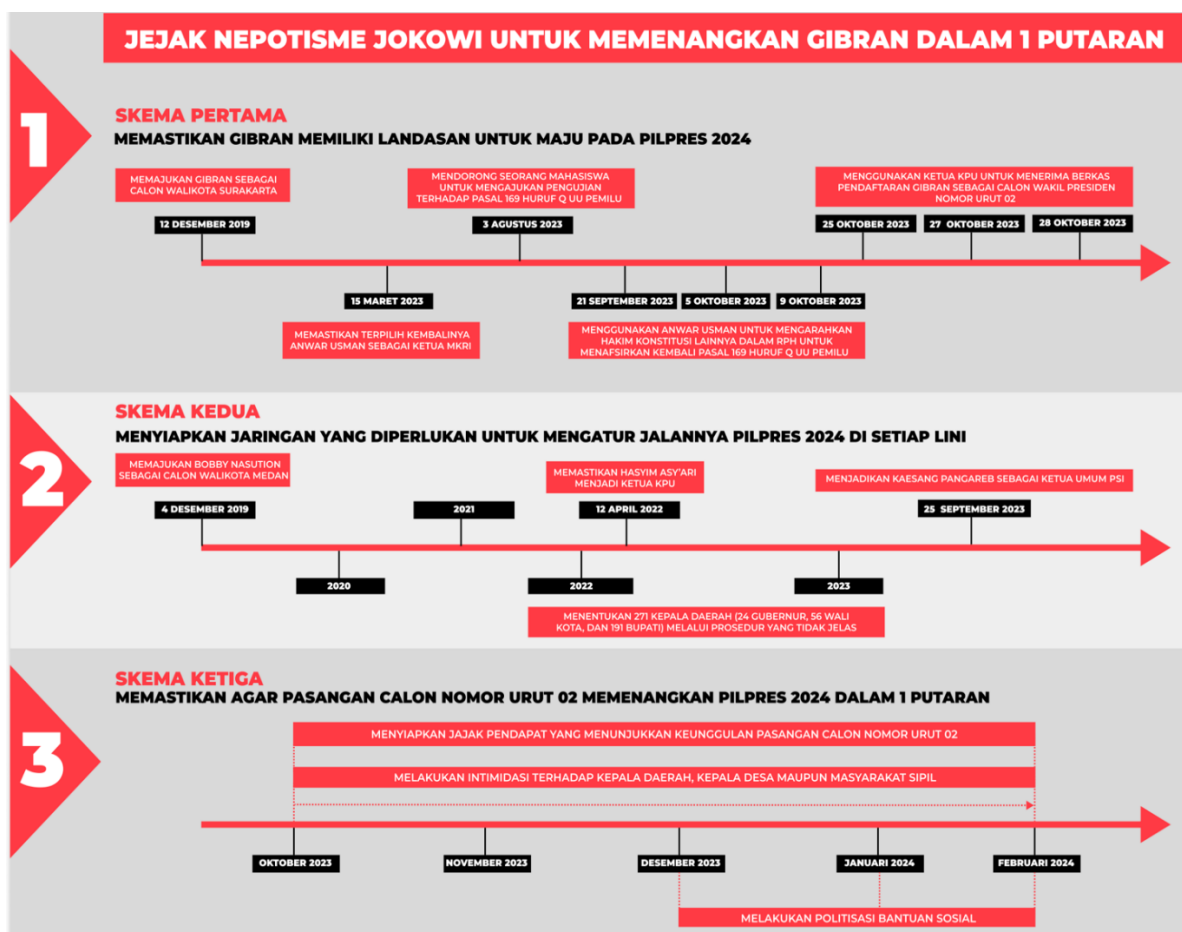 JEJAK NEPOTISME JOKOWI UNTUK MEMENANGKAN GIBRAN DALAM 1 PUTARAN
1
SKEMA PERTAMA
MEMASTIKAN GIBRAN MEMILIKI LANDASAN UNTUK MAJU PADA PILPRES 2024
MEMAJUKAN GIBRAN SEBAGAI
CALON WALIKOTA SURAKARTA
12 DESEMBER 2019
MENDORONG SEORANG MAHASISWA
UNTUK MENGAJUKAN PENGUJIAN
TERHADAP PASAL 169 HURUF Q UU PEMILU
3 AGUSTUS 2023
MENGGUNAKAN KETUA KPU UNTUK MENERIMA BERKAS
PENDAFTARAN GIBRAN SEBAGAI CALON WAKIL PRESIDEN
NOMOR URUT 02
25 OKTOBER 2023
27 OKTOBER 2023
28 OKTOBER 2023
15 MARET 2023
MEMASTIKAN TERPILIH KEMBALINYA
ANWAR USMAN SEBAGAI KETUA MKRI
21 SEPTEMBER 2023
5 OKTOBER 2023
9 OKTOBER 2023
MENGGUNAKAN ANWAR USMAN UNTUK MENGARAHKAN
HAKIM KONSTITUSI LAINNYA DALAM RPH UNTUK
MENAFSIRKAN KEMBALI PASAL 169 HURUF Q UU PEMILU
2
SKEMA KEDUA
MENYIAPKAN JARINGAN YANG DIPERLUKAN UNTUK MENGATUR JALANNYA PILPRES 2024 DI SETIAP LINI
MEMAJUKAN BOBBY NASUTION
SEBAGAI CALON WALIKOTA MEDAN
4 DESEMBER 2019
2021
MEMASTIKAN HASYIM ASY'ARI
MENJADI KETUA KPU
12 APRIL 2022
MENJADIKAN KAESANG PANGAREB SEBAGAI KETUA UMUM PSI
25 SEPTEMBER 2023
2020
2022
2023
MENENTUKAN 271 KEPALA DAERAH (24 GUBERNUR, 56 WALI
KOTA, DAN 191 BUPATI) MELALUI PROSEDUR YANG TIDAK JELAS
3
SKEMA KETIGA
MEMASTIKAN AGAR PASANGAN CALON NOMOR URUT 02 MEMENANGKAN PILPRES 2024 DALAM 1 PUTARAN
MENYIAPKAN JAJAK PENDAPAT YANG MENUNJUKKAN KEUNGGULAN PASANGAN CALON NOMOR URUT 02
MELAKUKAN INTIMIDASI TERHADAP KEPALA DAERAH, KEPALA DESA MAUPUN MASYARAKAT SIPIL
OKTOBER 2023
NOVEMBER 2023
DESEMBER 2023
JANUARI 2024
FEBRUARI 2024
MELAKUKAN POLITISASI BANTUAN SOSIAL